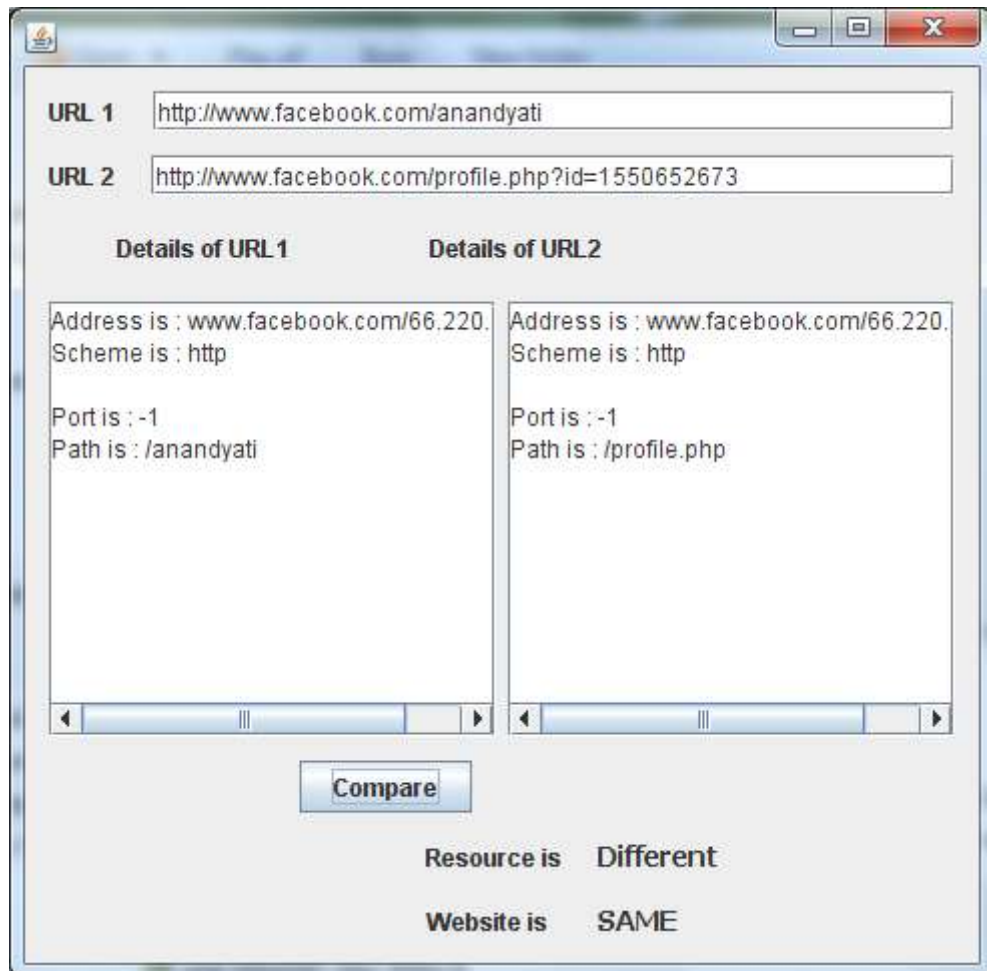 URL 1 http://www.facebook.com/anandyati
URL 2 http://www.facebook.com/profile.php?id=1550652673
Details of URL1 Details of URL2
Address is : www.facebook.com/66.220.
Scheme is : http
Port is : -1
Path is : /anandyati
Address is : www.facebook.com/66.220.
Scheme is : http
Port is : -1
Path is : /profile.php
Compare
Resource is Different
Website is SAME